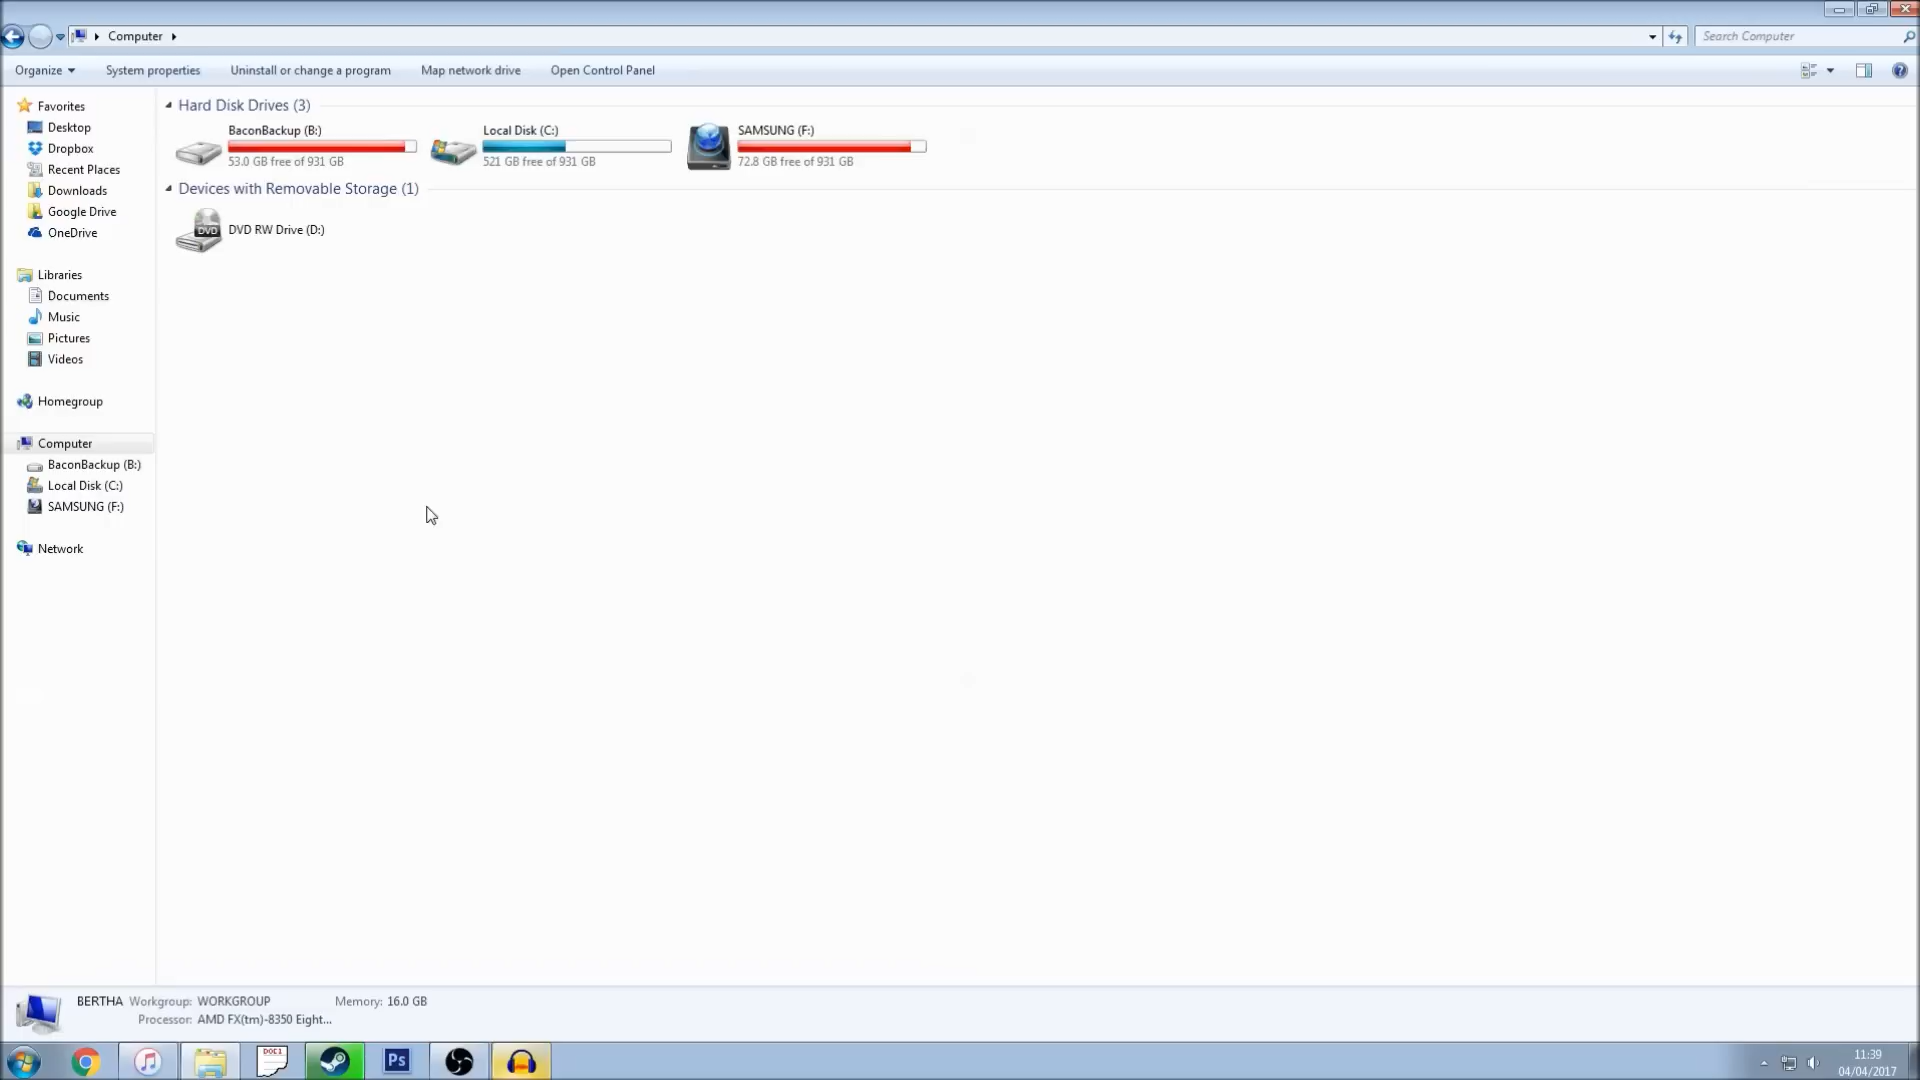 Computer
Search Computer
Organize
System properties
Uninstall or change a program
Map network drive
Open Control Panel
Favorites
Desktop
Dropbox
Recent Places
Downloads
Google Drive
OneDrive
Libraries
Documents
Music
Pictures
Videos
Homegroup
Computer
BaconBackup (B:)
Local Disk (C:)
SAMSUNG (F:)
Network
Hard Disk Drives (3)
BaconBackup (B:)
53.0 GB free of 931 GB
Local Disk (C:)
521 GB free of 931 GB
SAMSUNG (F:)
72.8 GB free of 931 GB
Devices with Removable Storage (1)
DVD
DVD RW Drive (D:)
BERTHA Workgroup: WORKGROUP Memory: 16.0 GB
Processor: AMD FX(tm)-8350 Eight...
DOC1
Ps
11:39
04/04/2017